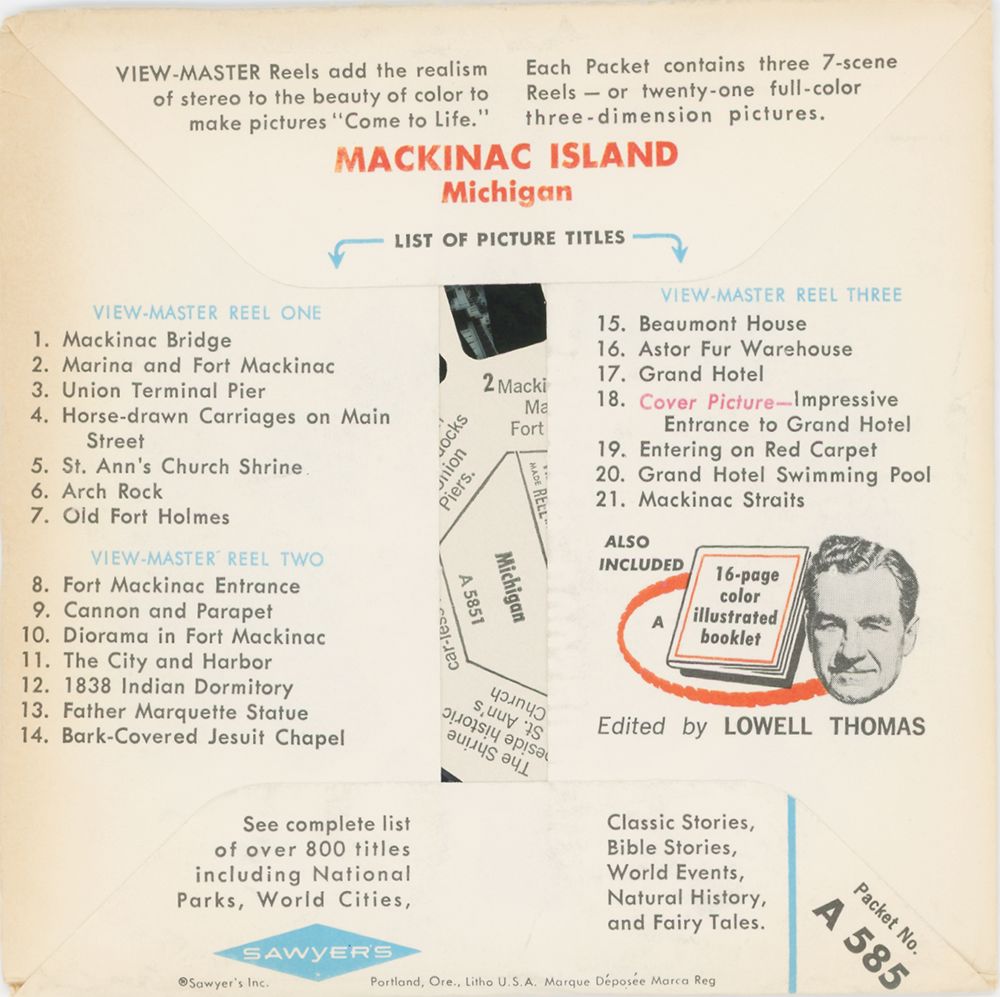 VIEW-MASTER Reels add the realism
of stereo to the beauty of color to
make pictures "Come to Life."
Each Packet contains three 7-scene
Reels — or twenty-one full-color
three-dimension pictures.
MACKINAC ISLAND
Michigan
LIST OF PICTURE TITLES
VIEW-MASTER REEL ONE
1. Mackinac Bridge
2. Marina and Fort Mackinac
3. Union Terminal Pier
4. Horse-drawn Carriages on Main
Street
5. St. Ann's Church Shrine
6. Arch Rock
7. Old Fort Holmes
VIEW-MASTER REEL TWO
8. Fort Mackinac Entrance
9. Cannon and Parapet
10. Diorama in Fort Mackinac
11. The City and Harbor
12. 1838 Indian Dormitory
13. Father Marquette Statue
14. Bark-Covered Jesuit Chapel
2 Macki
Ma
Fort
ocks
nion
Piers.
MADE REEL
Michigan
A 5851
car-less
The Shrine
eside historic
St. Ann's
Church
VIEW-MASTER REEL THREE
15. Beaumont House
16. Astor Fur Warehouse
17. Grand Hotel
18. Cover Picture—Impressive
Entrance to Grand Hotel
19. Entering on Red Carpet
20. Grand Hotel Swimming Pool
21. Mackinac Straits
ALSO
INCLUDED
A
16-page
color
illustrated
booklet
Edited by LOWELL THOMAS
See complete list
of over 800 titles
including National
Parks, World Cities,
Classic Stories,
Bible Stories,
World Events,
Natural History,
and Fairy Tales.
SAWYER'S
©Sawyer's Inc.
Portland, Ore., Litho U.S.A. Marque Déposée Marca Reg
Packet No.
A 585